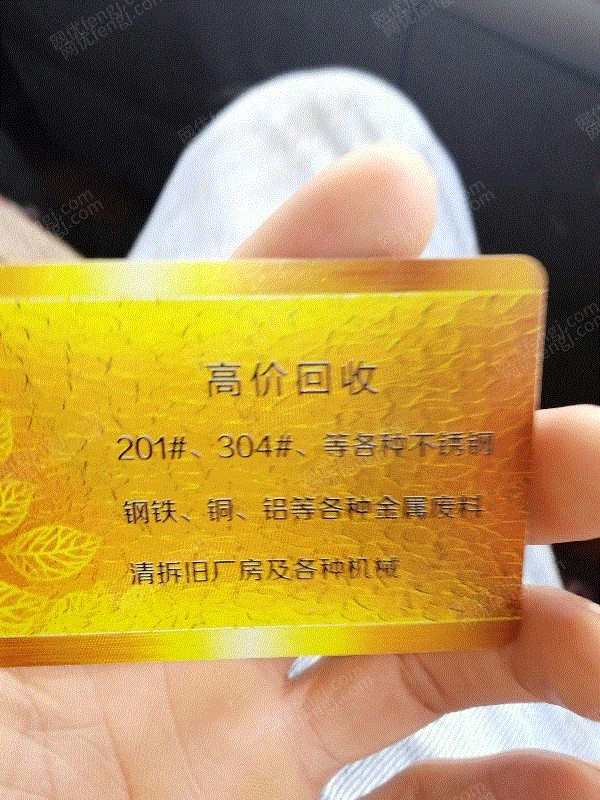 高价回收
201#、304#、等各种不锈钢
钢铁、铜、铝等各种金属废料
清拆旧厂房及各种机械